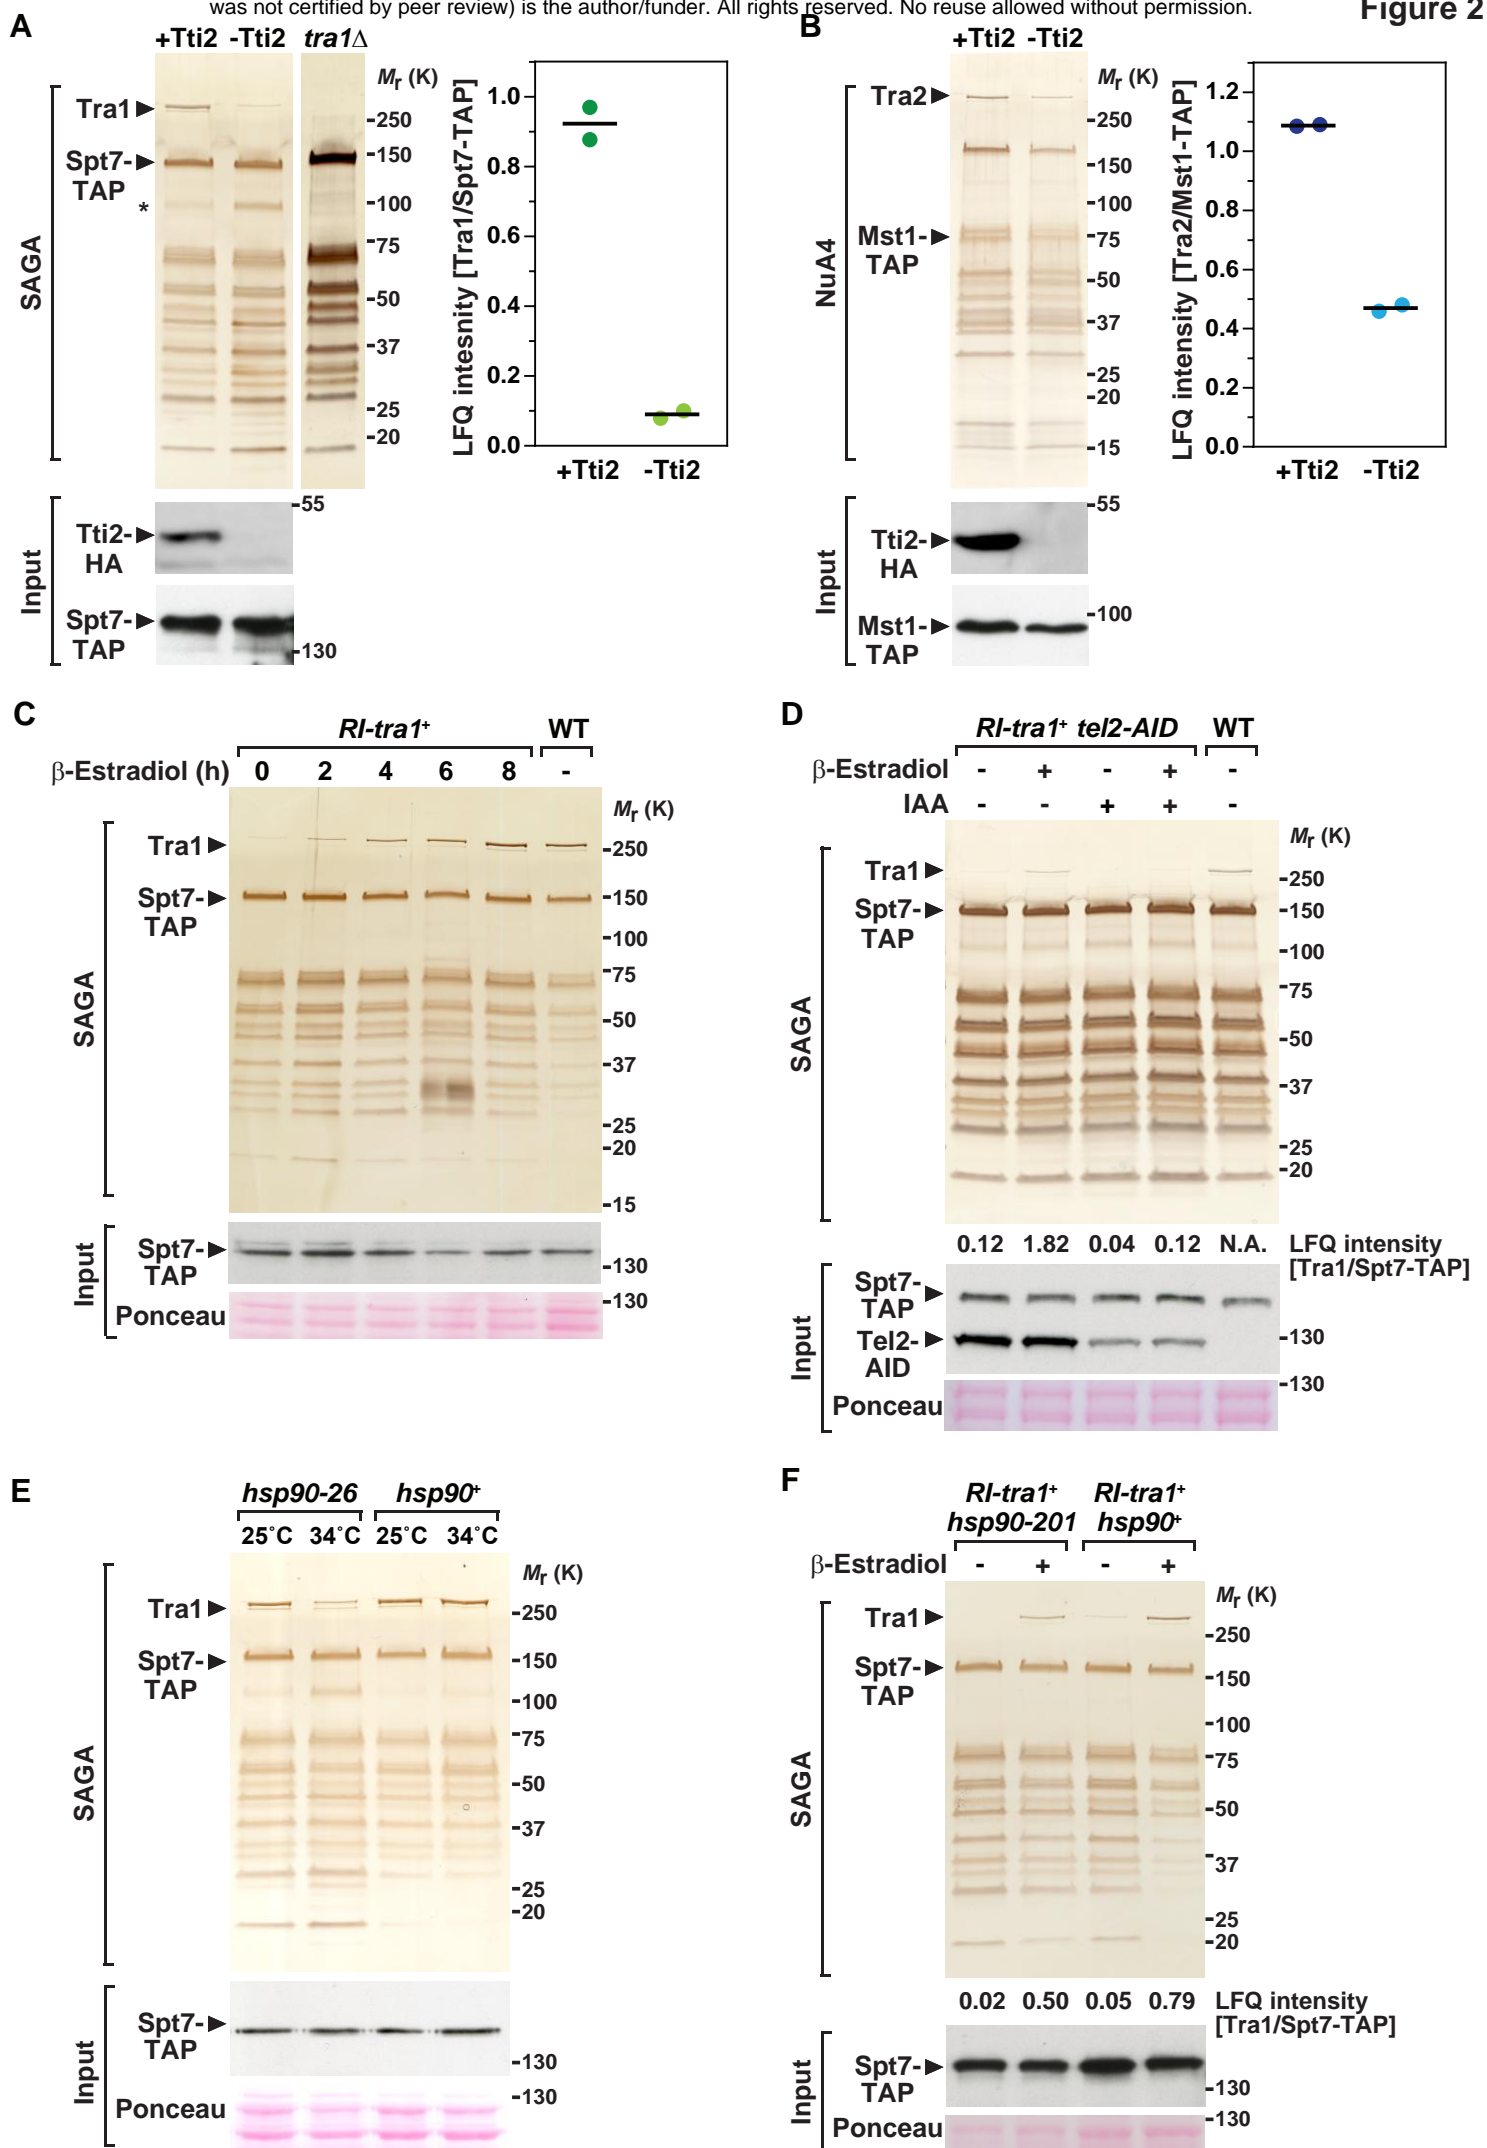 was not certified by peer review) is the author/funder. All rights reserved. No reuse allowed without permission.
Figure 2
A
+Tti2 -Tti2 tra1Δ
Mr (K)
Tra1
Spt7-
TAP
*
SAGA
250
150
100
75
50
37
25
20
LFQ intesnity [Tra1/Spt7-TAP]
1.0
0.8
0.6
0.4
0.2
0.0
+Tti2 -Tti2
Input
Tti2-
HA
55
Spt7-
TAP
130
B
+Tti2 -Tti2
Mr (K)
Tra2
Mst1-
TAP
NuA4
250
150
100
75
50
37
25
20
15
LFQ intensity [Tra2/Mst1-TAP]
1.2
1.0
0.8
0.6
0.4
0.2
0.0
+Tti2 -Tti2
Input
Tti2-
HA
55
Mst1-
TAP
100
C
RI-tra1+ WT
β-Estradiol (h) 0 2 4 6 8 -
Mr (K)
Tra1
Spt7-
TAP
SAGA
250
150
100
75
50
37
25
20
15
Input
Spt7-
TAP
130
Ponceau
130
D
RI-tra1+ tel2-AID WT
β-Estradiol - + - + -
IAA - - + + -
Mr (K)
Tra1
Spt7-
TAP
SAGA
250
150
100
75
50
37
25
20
0.12 1.82 0.04 0.12 N.A. LFQ intensity
[Tra1/Spt7-TAP]
Input
Spt7-
TAP
Tel2-
AID
130
Ponceau
130
E
hsp90-26 hsp90+
25˚C 34˚C 25˚C 34˚C
Mr (K)
Tra1
Spt7-
TAP
SAGA
250
150
100
75
50
37
25
20
Input
Spt7-
TAP
130
Ponceau
130
F
RI-tra1+ RI-tra1+
hsp90-201 hsp90+
β-Estradiol - + - +
Mr (K)
Tra1
Spt7-
TAP
SAGA
250
150
100
75
50
37
25
20
0.02 0.50 0.05 0.79 LFQ intensity
[Tra1/Spt7-TAP]
Input
Spt7-
TAP
130
Ponceau
130